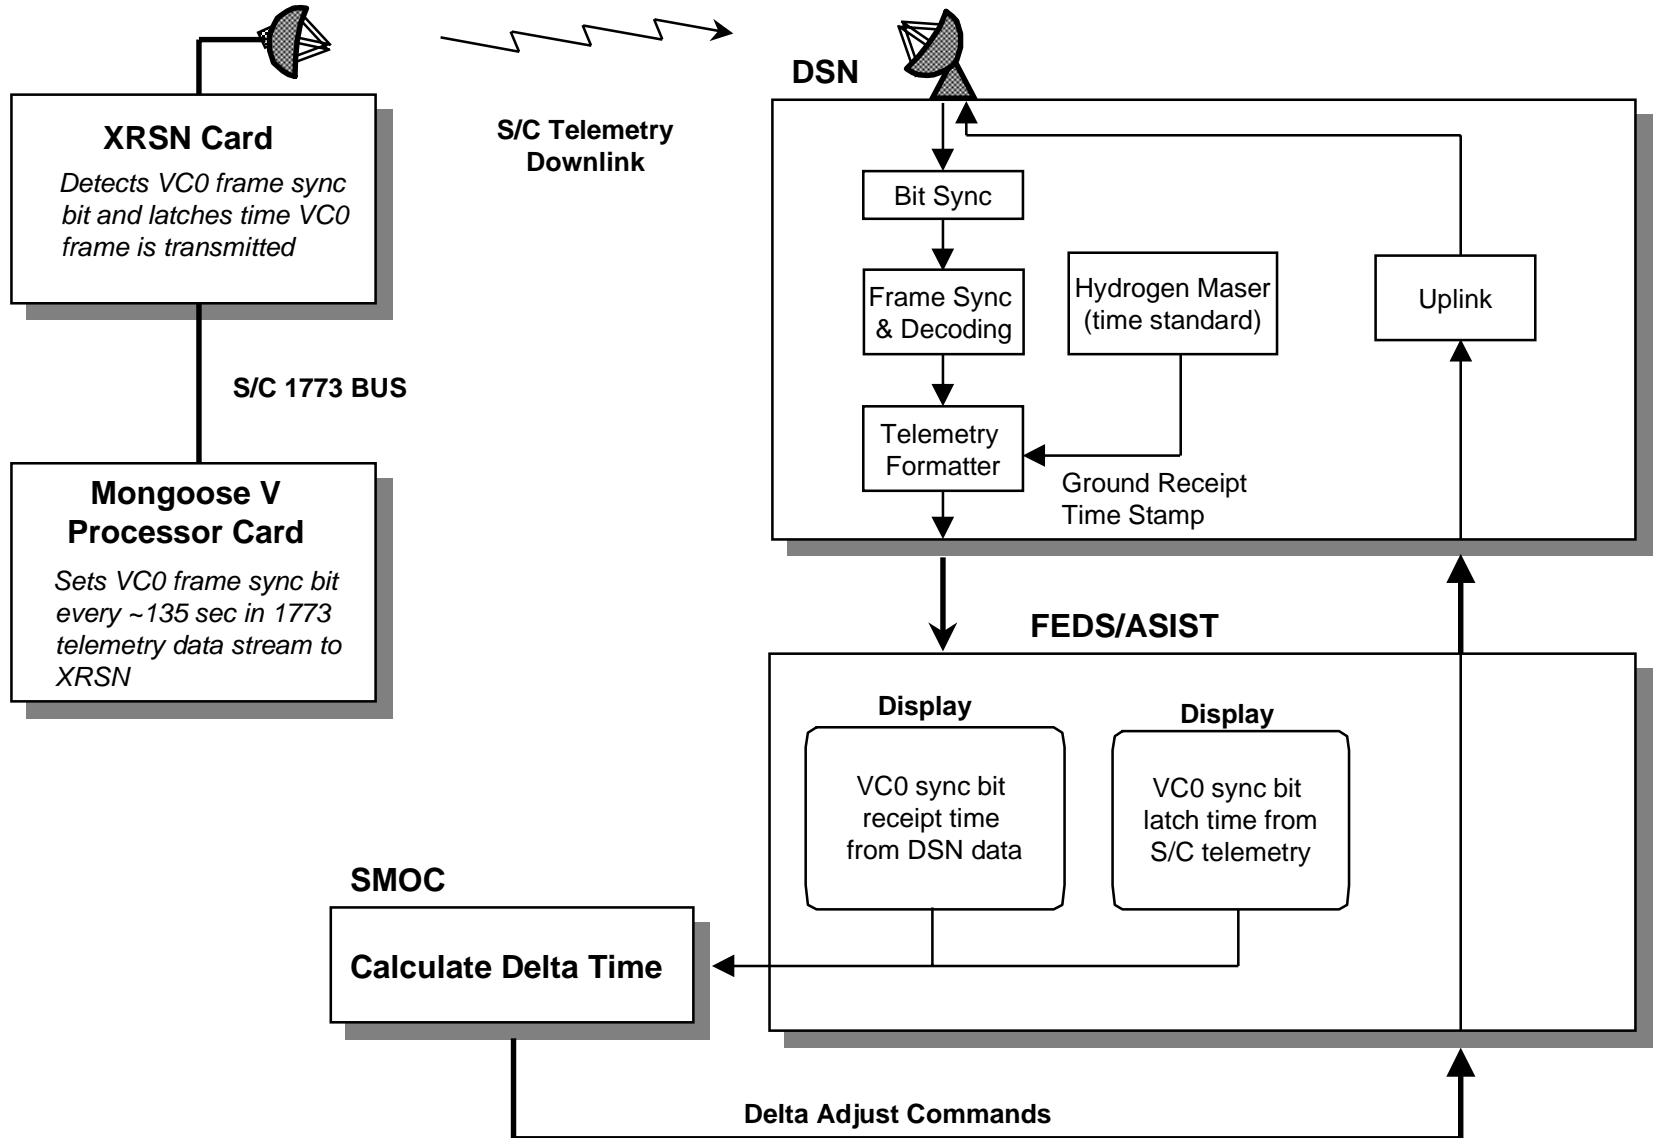 DSN
S/C Telemetry
Downlink
XRSN Card
Detects VC0 frame sync
bit and latches time VC0
frame is transmitted
S/C 1773 BUS
Mongoose V
Processor Card
Sets VC0 frame sync bit
every ~135 sec in 1773
telemetry data stream to
XRSN
Bit Sync
Frame Sync
& Decoding
Hydrogen Maser
(time standard)
Uplink
Telemetry
Formatter
Ground Receipt
Time Stamp
FEDS/ASIST
Display
VC0 sync bit
receipt time
from DSN data
Display
VC0 sync bit
latch time from
S/C telemetry
SMOC
Calculate Delta Time
Delta Adjust Commands